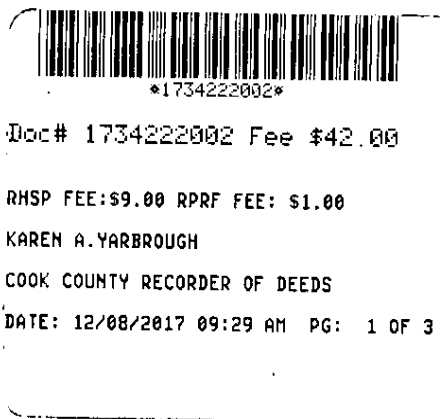 *1734222002*
Doc# 1734222002 Fee $42.00
RHSP FEE:$9.00 RPRF FEE: $1.00
KAREN A.YARBROUGH
COOK COUNTY RECORDER OF DEEDS
DATE: 12/08/2017 09:29 AM PG: 1 OF 3